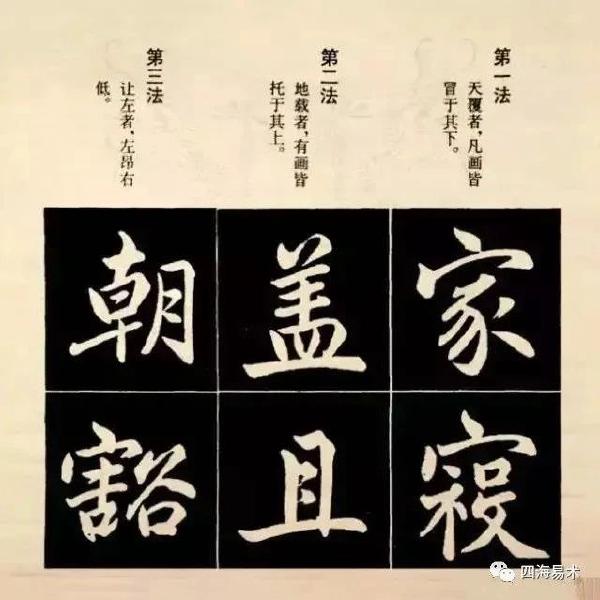 第一法
天覆者，凡画皆
冒于其下。
家
寝
第二法
地载者，有画皆
托于其上。
盖
且
第三法
让左者，左昂右
低。
朝
豁
四海易术